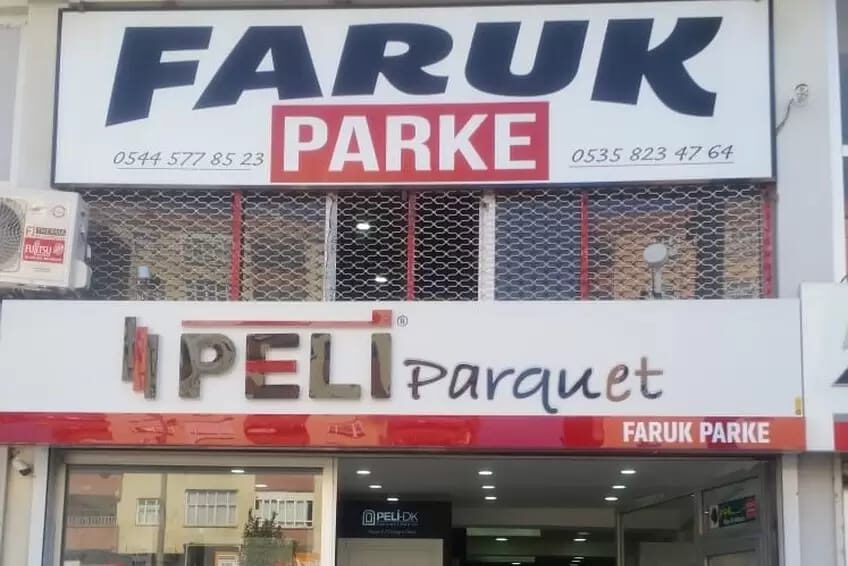 FARUK
PARKE
0544 577 85 23
0535 823 47 64
FUJITSU
PELİ® parquet
FARUK PARKE
PELİ-DK